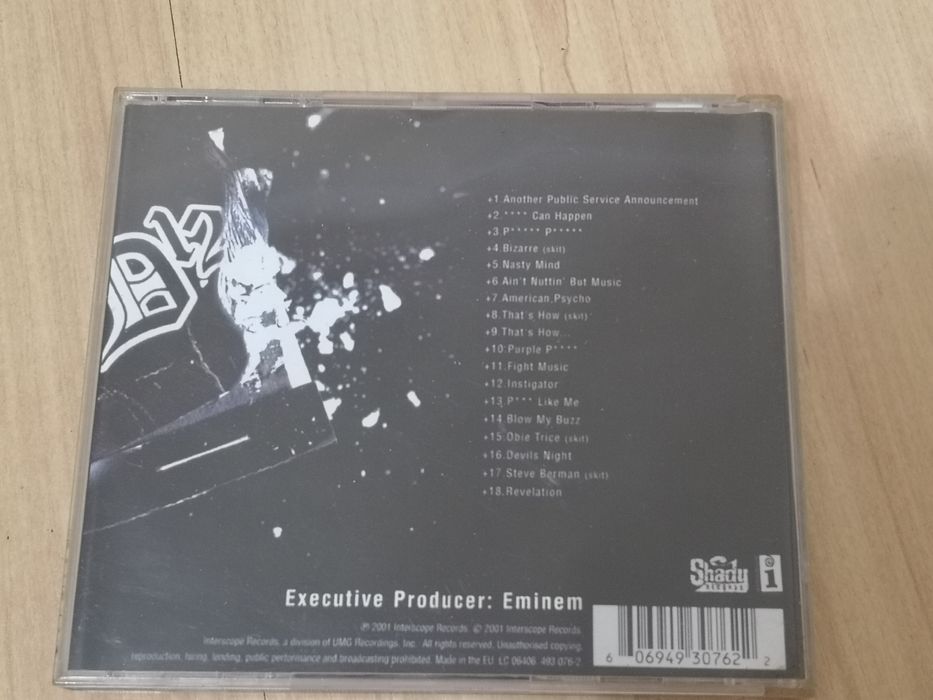 D12
+1.Another Public Service Announcement
+2.**** Can Happen
+3.P***** P*****
+4.Bizarre (skit)
+5.Nasty Mind
+6.Ain't Nuttin' But Music
+7.American Psycho
+8.That's How (skit)
+9.That's How...
+10.Purple P****
+11.Fight Music
+12.Instigator
+13.P*** Like Me
+14.Blow My Buzz
+15.Obie Trice (skit)
+16.Devils Night
+17.Steve Berman (skit)
+18.Revelation
Shady
i
Executive Producer: Eminem
℗ 2001 Interscope Records. © 2001 Interscope Records.
Interscope Records, a division of UMG Recordings, Inc. All rights reserved. Unauthorised copying,
reproduction, hiring, lending, public performance and broadcasting prohibited. Made in the EU. LC 06406 493 076-2
6 06949 30762 2